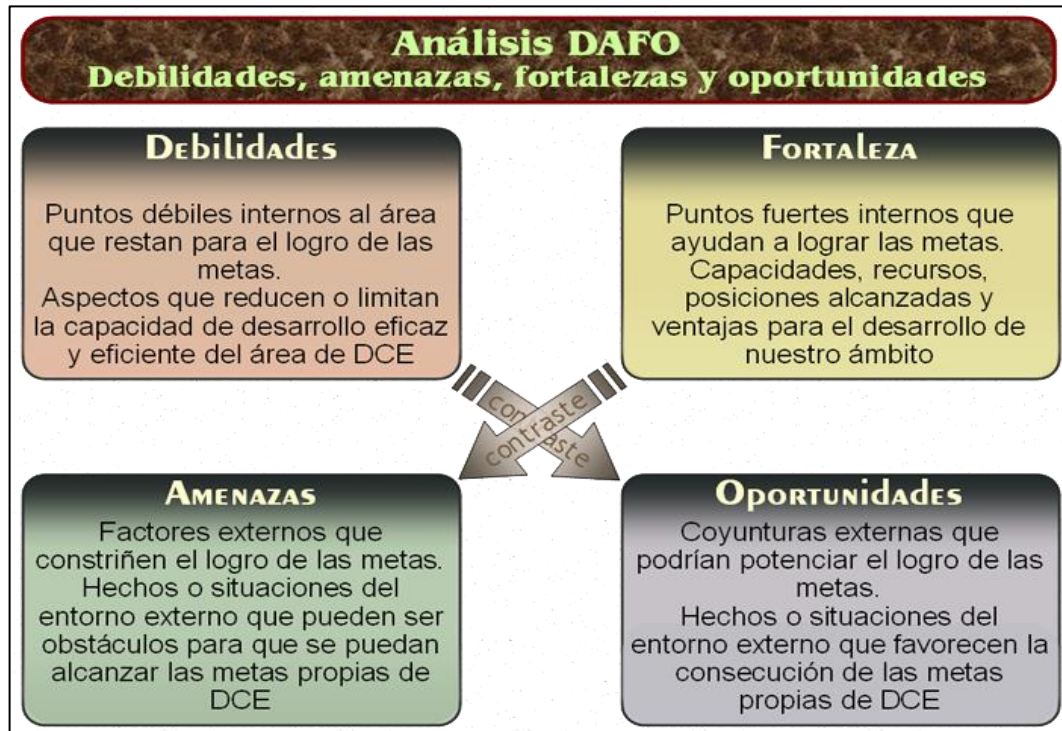 Análisis DAFO
Debilidades, amenazas, fortalezas y oportunidades
Debilidades
Puntos débiles internos al área
que restan para el logro de las
metas.
Aspectos que reducen o limitan
la capacidad de desarrollo eficaz
y eficiente del área de DCE
Fortaleza
Puntos fuertes internos que
ayudan a lograr las metas.
Capacidades, recursos,
posiciones alcanzadas y
ventajas para el desarrollo de
nuestro ámbito
contraste
contraste
Amenazas
Factores externos que
constriñen el logro de las metas.
Hechos o situaciones del
entorno externo que pueden ser
obstáculos para que se puedan
alcanzar las metas propias de
DCE
Oportunidades
Coyunturas externas que
podrían potenciar el logro de las
metas.
Hechos o situaciones del
entorno externo que favorecen la
consecución de las metas
propias de DCE